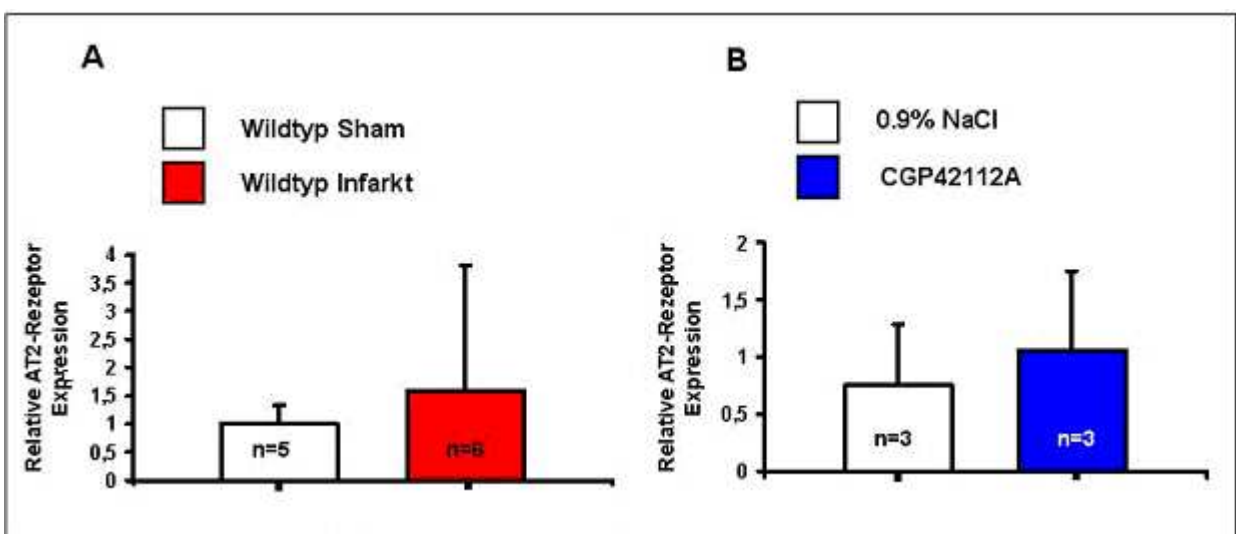 A
Wildtyp Sham
Wildtyp Infarkt
Relative AT2-Rezeptor
Expression
4
3,5
3
2,5
2
1,5
1
0,5
0
n=5
n=6
B
0.9% NaCl
CGP42112A
Relative AT2-Rezeptor
Expression
2
1,5
1
0,5
0
n=3
n=3